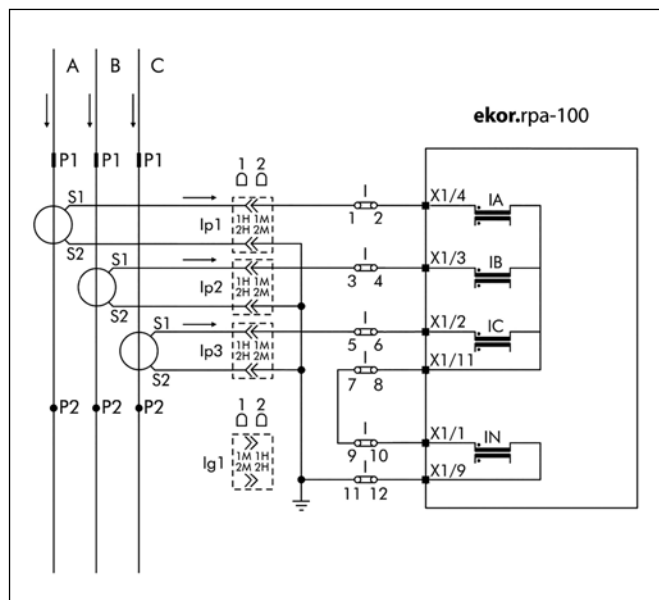 A B C
ekor.rpa-100
P1 P1 P1
1 2
S1 I X1/4 IA
Ip1 1H 1M 1 2
2H 2M
S2
S1 X1/3 IB
Ip2 1H 1M 3 4
2H 2M
S2
S1 X1/2 IC
Ip3 1H 1M 5 6
2H 2M X1/11
S2 7 8
P2 P2 P2
1 2
I X1/1 IN
Ig1 1M 1H 9 10
2M 2H
I X1/9
11 12